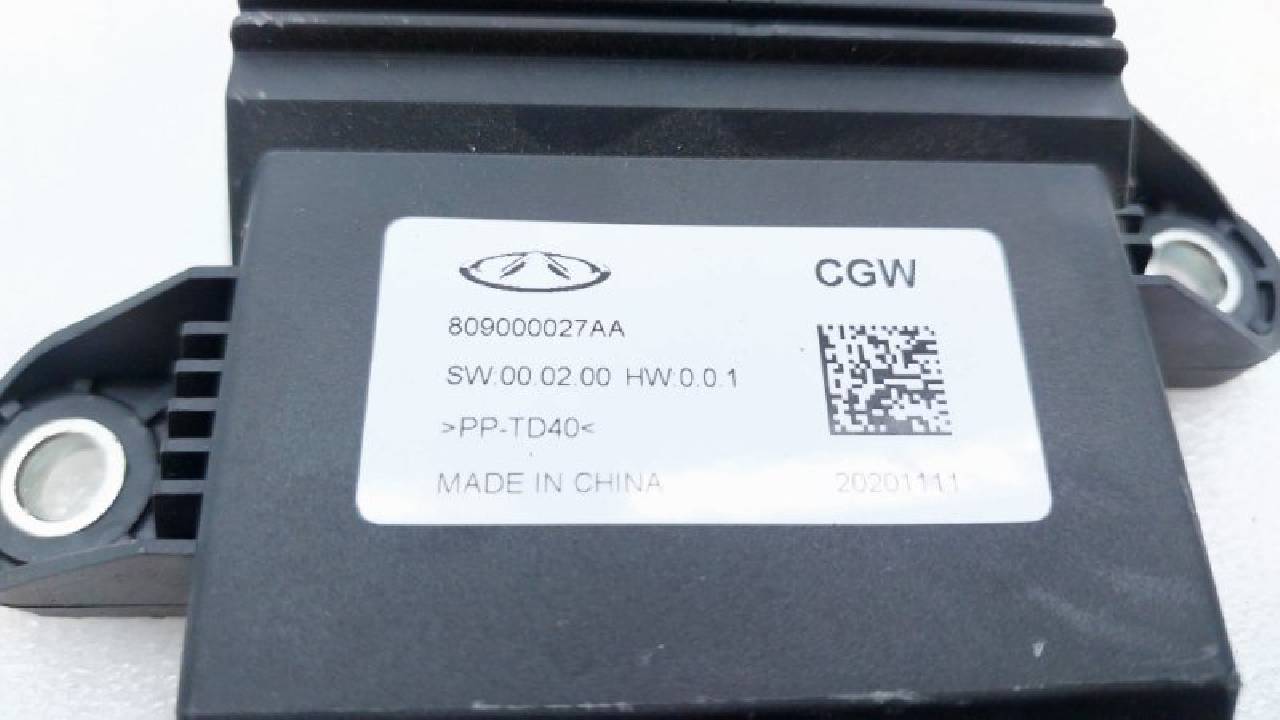 CGW
809000027AA
SW:00.02.00 HW:0.0.1
>PP-TD40<
MADE IN CHINA 20201111